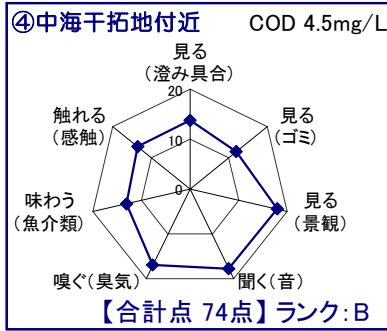 ④中海干拓地付近 COD 4.5mg/L
見る
(澄み具合)
20
10
0
見る
(ゴミ)
見る
(景観)
聞く(音)
嗅ぐ(臭気)
味わう
(魚介類)
触れる
(感触)
【合計点 74点】ランク:B